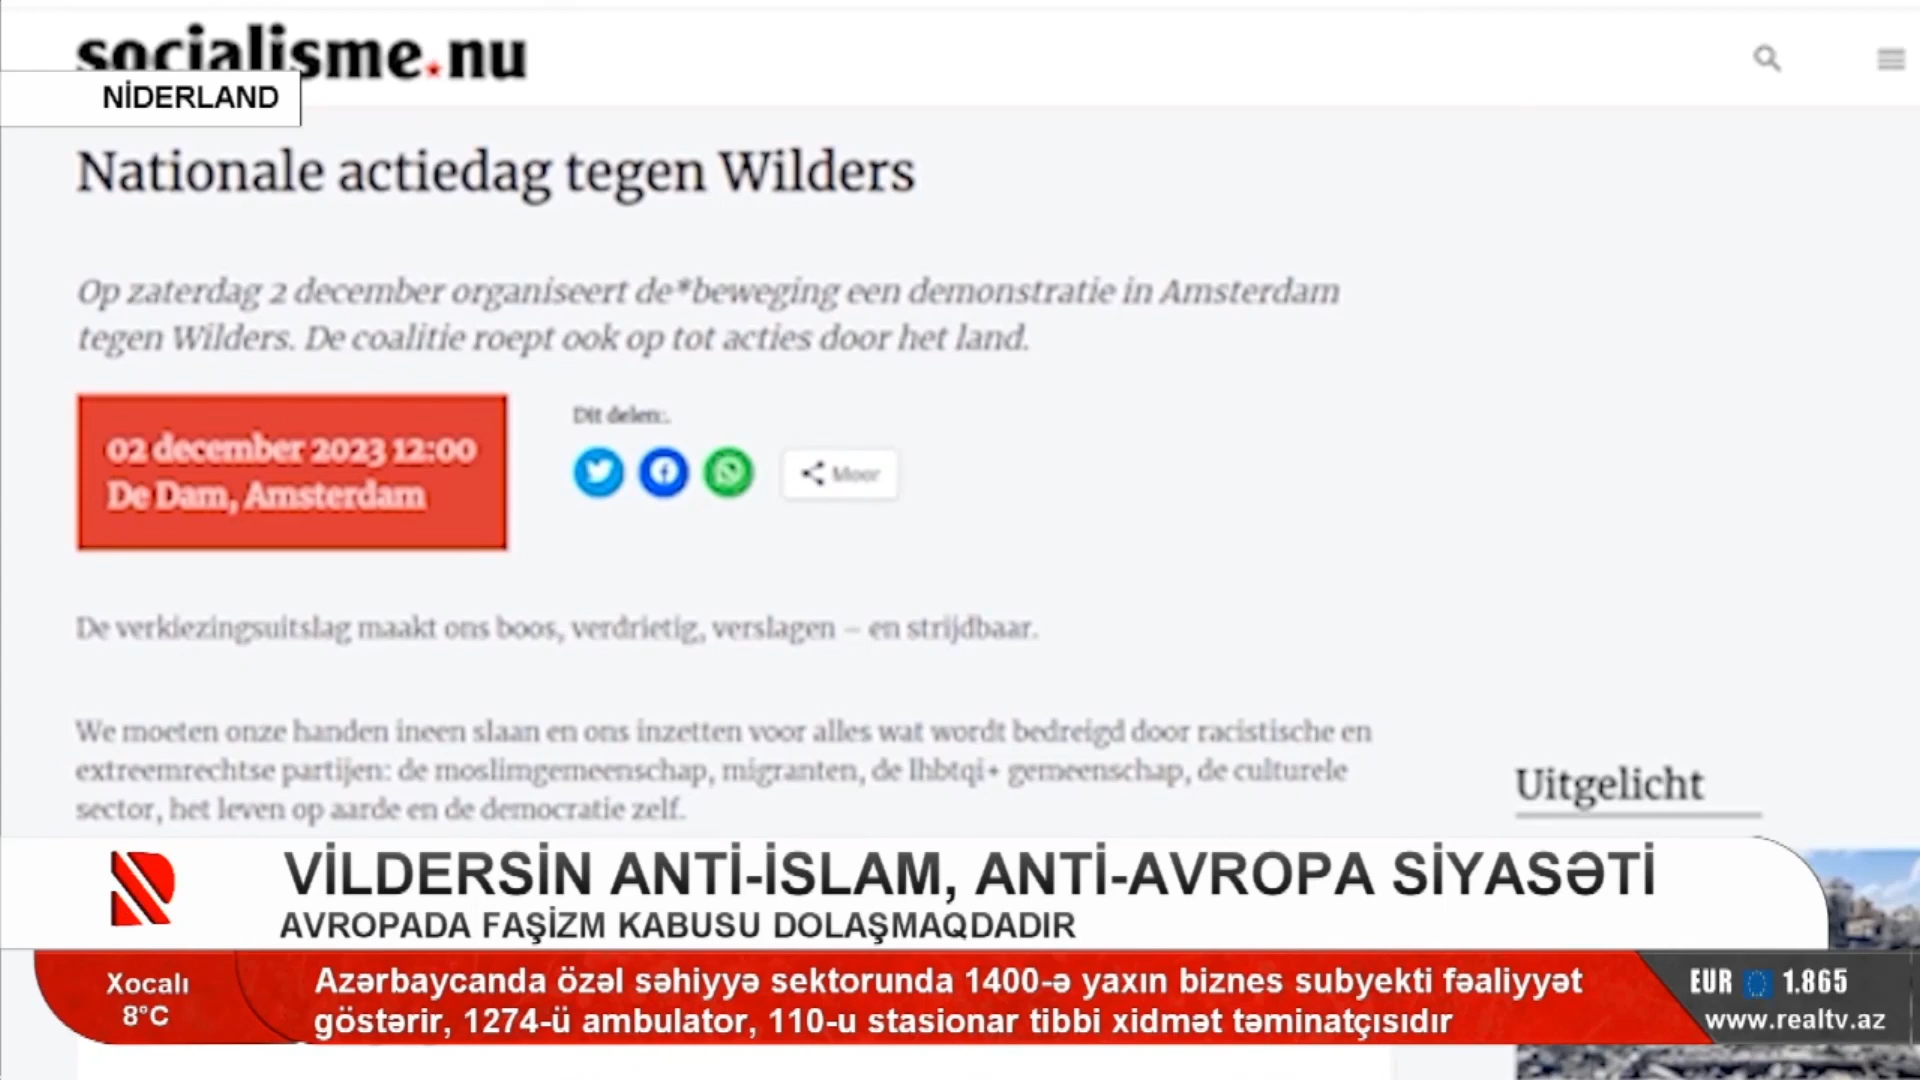 socialisme.nu
NİDERLAND
Nationale actiedag tegen Wilders
Op zaterdag 2 december organiseert de*beweging een demonstratie in Amsterdam
tegen Wilders. De coalitie roept ook op tot acties door het land.
02 december 2023 12:00
De Dam, Amsterdam
Dit delen:
Meer
De verkiezingsuitslag maakt ons boos, verdrietig, verslagen – en strijdbaar.
We moeten onze handen ineen slaan en ons inzetten voor alles wat wordt bedreigd door racistische en
extreemrechtse partijen: de moslimgemeenschap, migranten, de lhbtqi+ gemeenschap, de culturele
sector, het leven op aarde en de democratie zelf.
Uitgelicht
VİLDERSİN ANTİ-İSLAM, ANTİ-AVROPA SİYASƏTİ
AVROPADA FAŞİZM KABUSU DOLAŞMAQDADIR
Xocalı
8°C
Azərbaycanda özəl səhiyyə sektorunda 1400-ə yaxın biznes subyekti fəaliyyət
göstərir, 1274-ü ambulator, 110-u stasionar tibbi xidmət təminatçısıdır
EUR 1.865
www.realtv.az